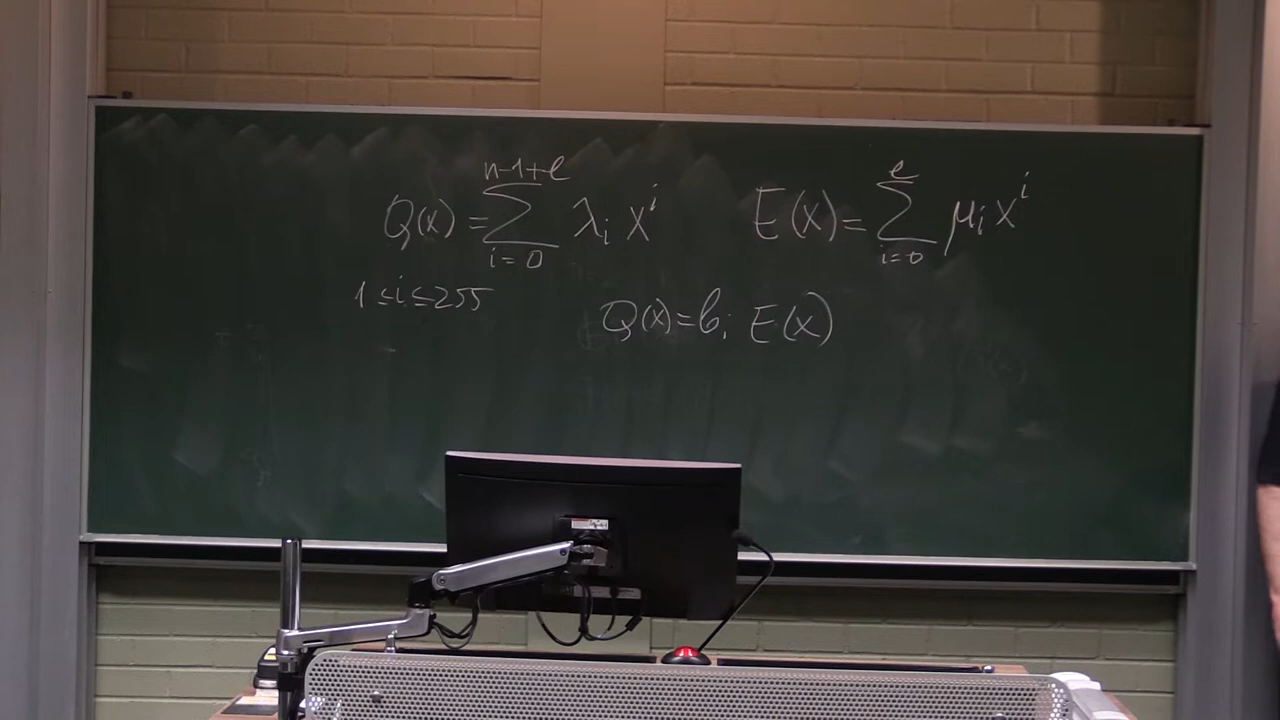 Q(x) = ∑_{i=0}^{n-1+e} λ_i x^i    E(x) = ∑_{i=0}^{e} μ_i x^i
1 ≤ i ≤ 255
Q(x) = b_i E(x)